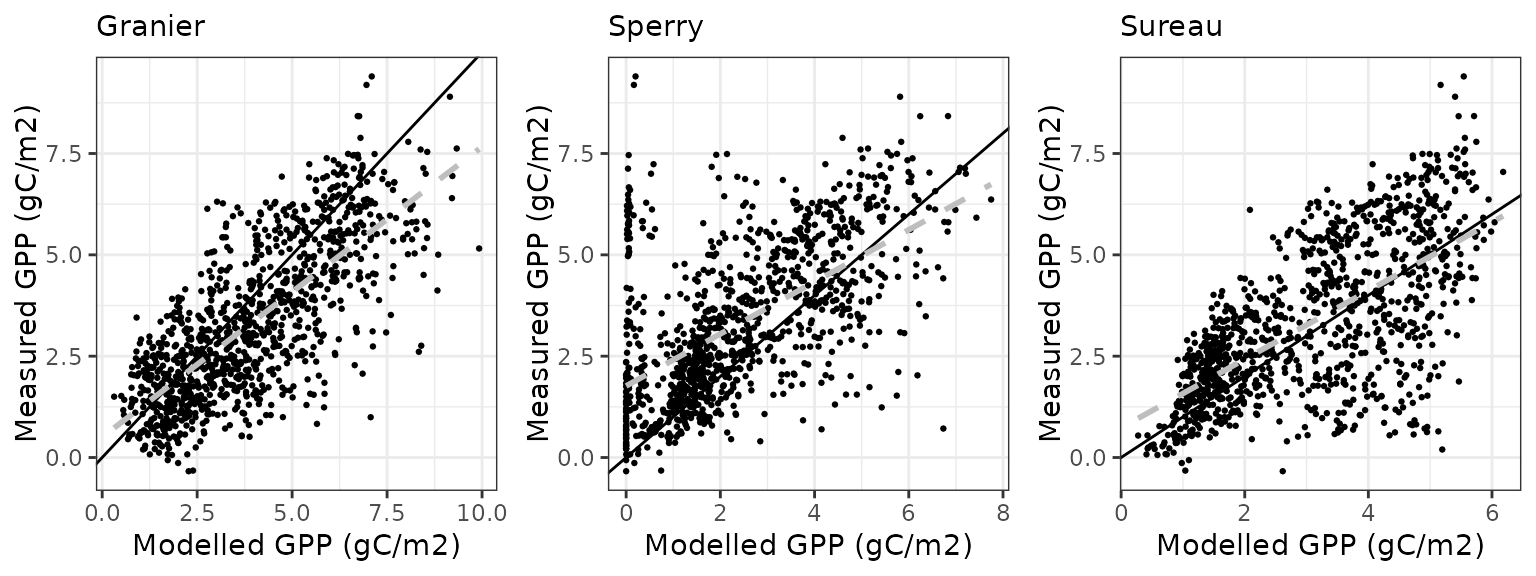 Granier
Sperry
Sureau
Measured GPP (gC/m2)
7.5
5.0
2.5
0.0
0.0
2.5
5.0
7.5
10.0
Modelled GPP (gC/m2)
Measured GPP (gC/m2)
7.5
5.0
2.5
0.0
0
2
4
6
8
Modelled GPP (gC/m2)
Measured GPP (gC/m2)
7.5
5.0
2.5
0.0
0
2
4
6
Modelled GPP (gC/m2)